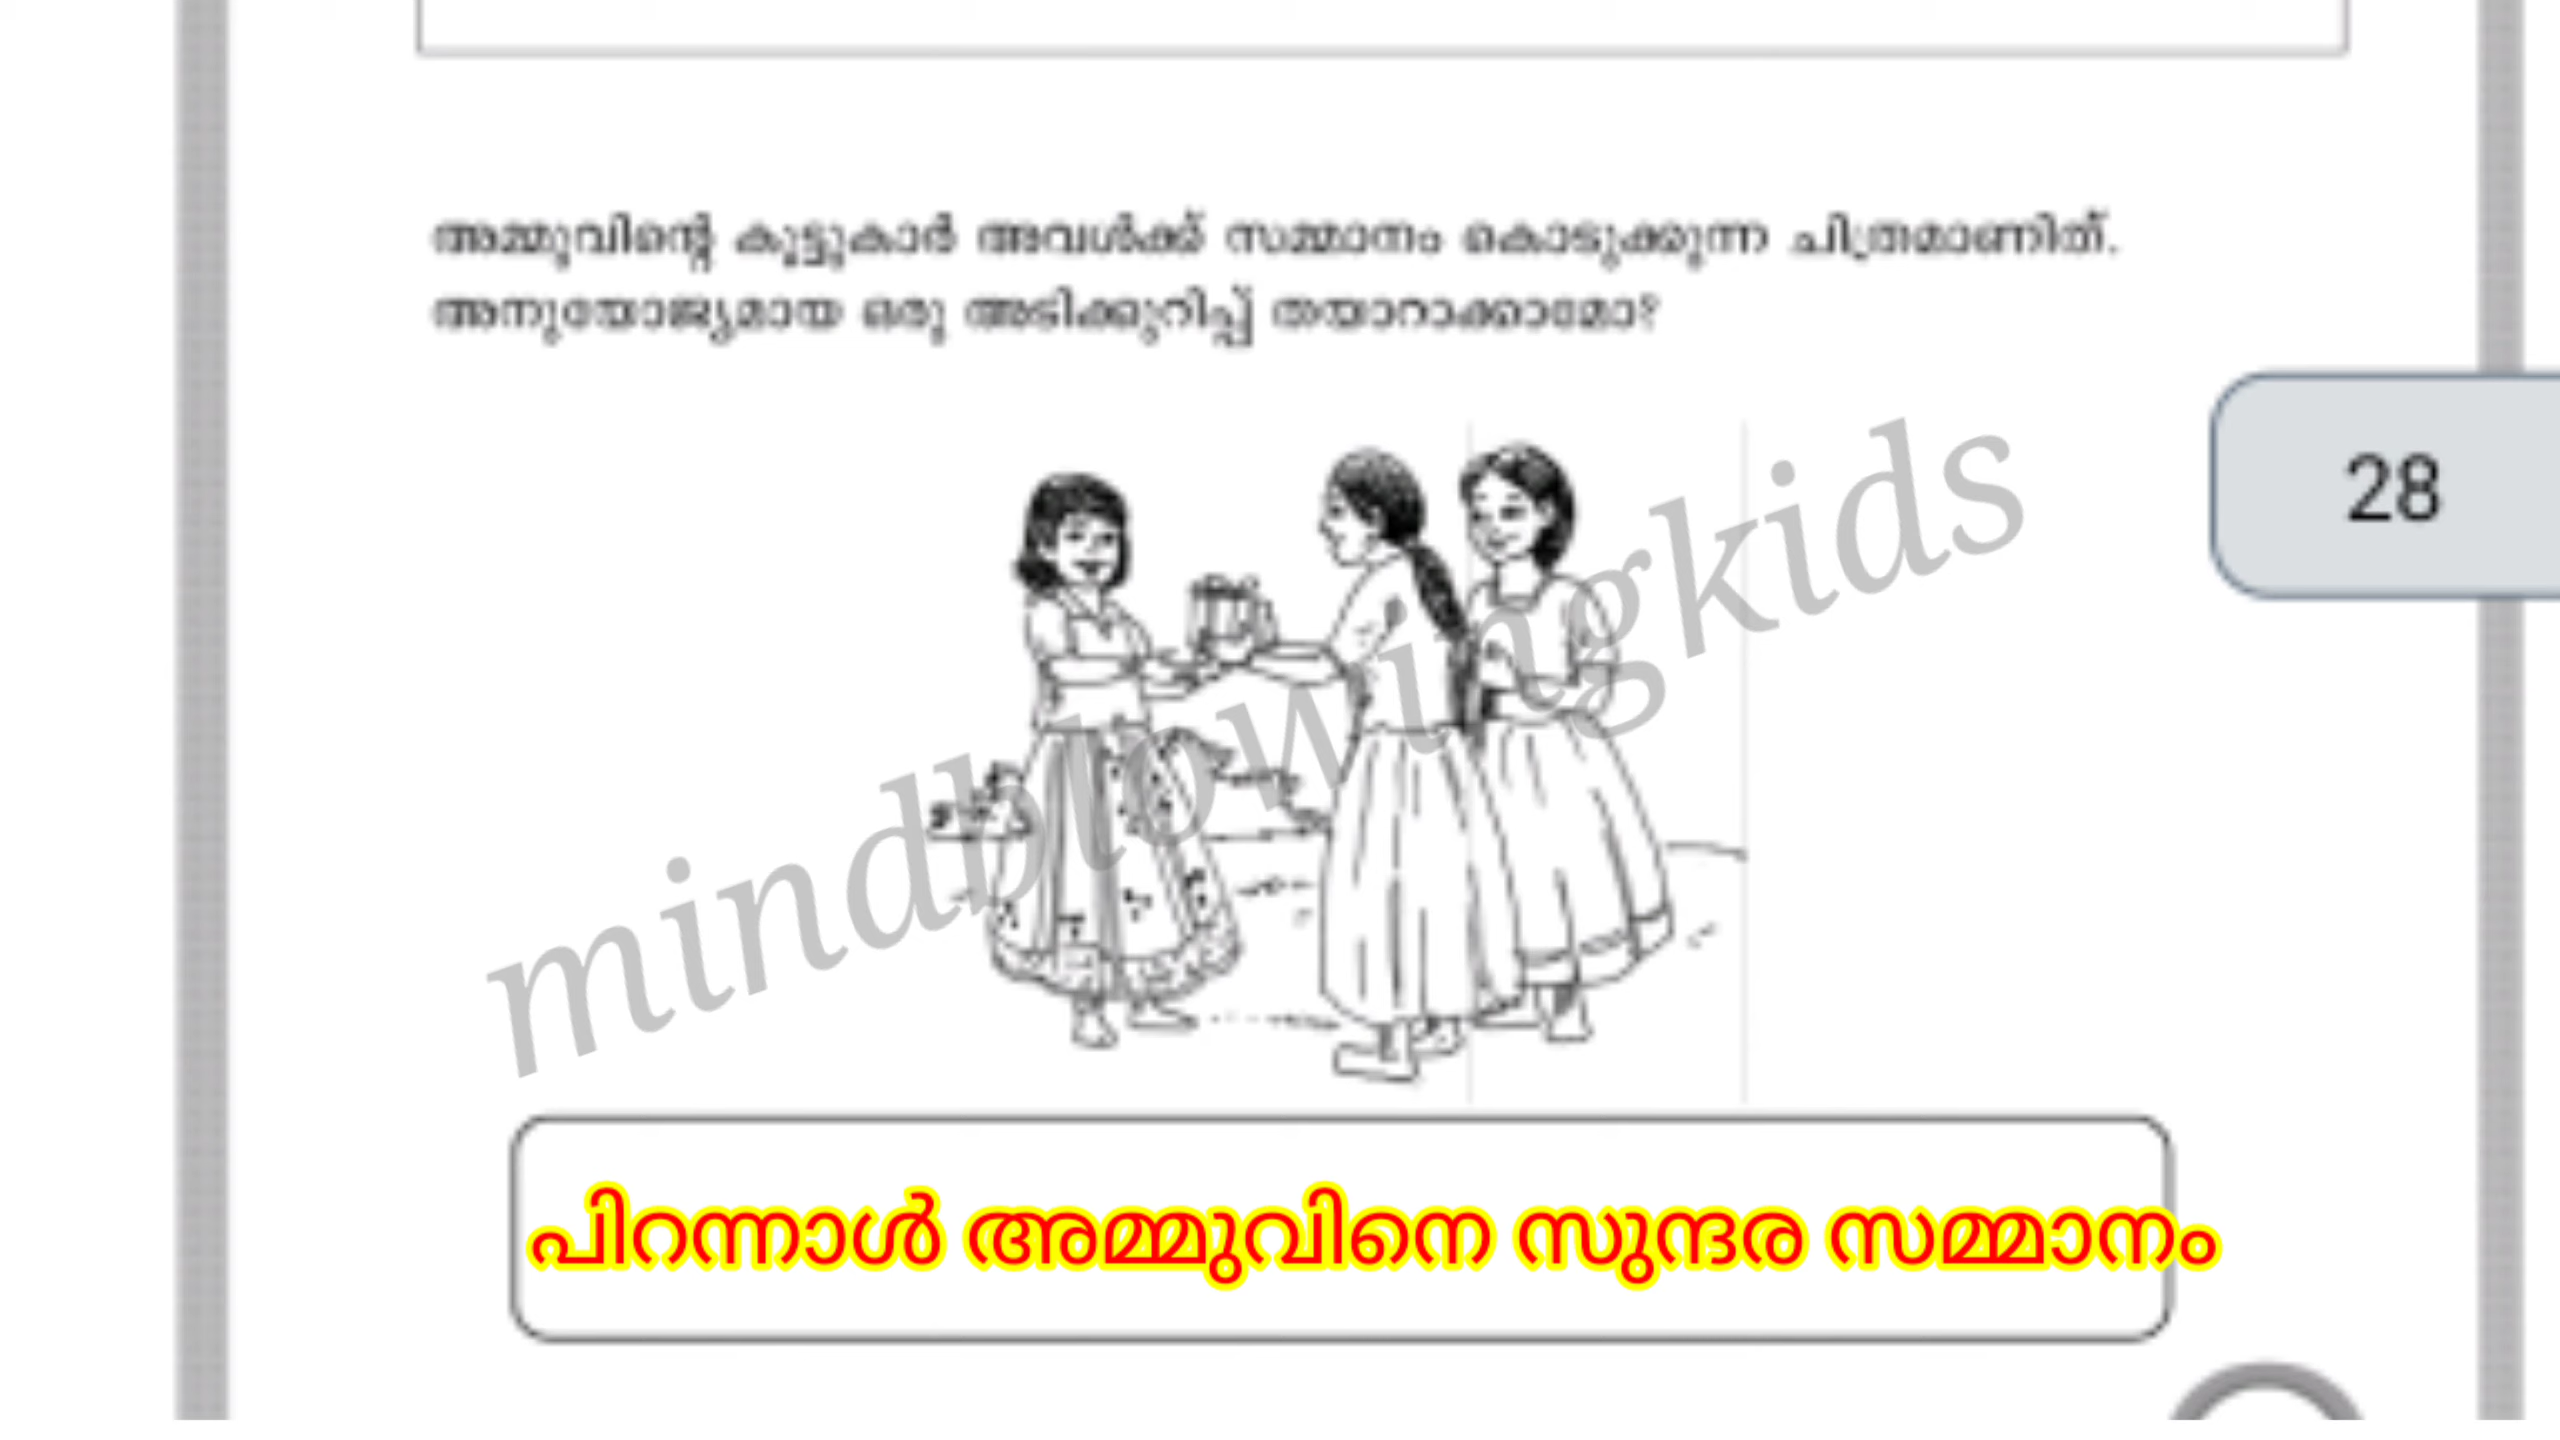 അമ്മുവിന്റെ കൂട്ടുകാർ അവൾക്ക് സമ്മാനം കൊടുക്കുന്ന ചിത്രമാണിത്.
അനുയോജ്യമായ ഒരു അടിക്കുറിപ്പ് തയാറാക്കാമോ?
28
mindblowingkids
പിറന്നാൾ അമ്മുവിനെ സുന്ദര സമ്മാനം